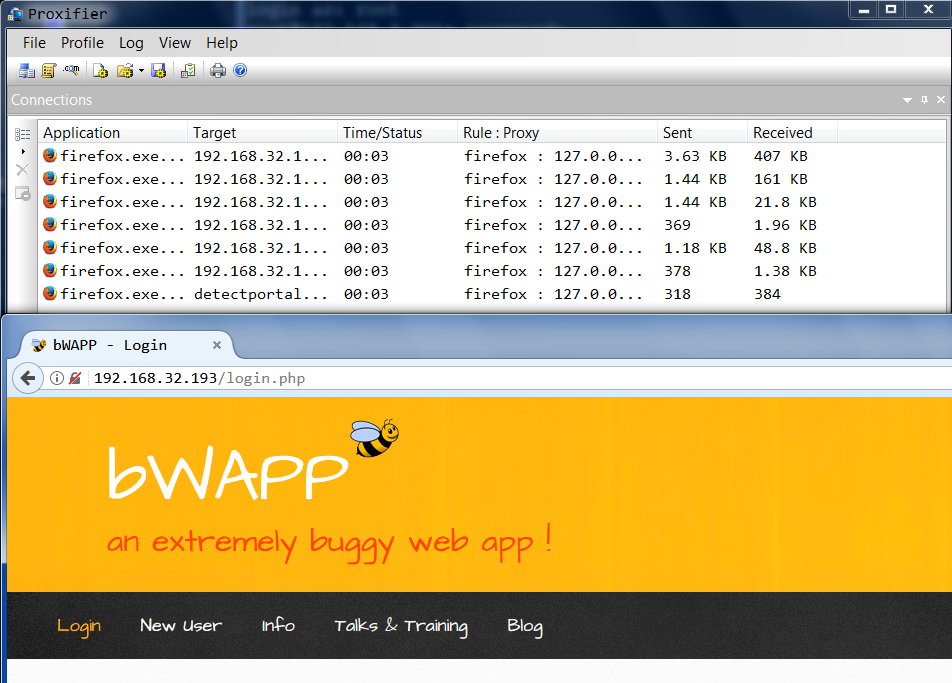 Proxifier
File Profile Log View Help
Connections
Application Target Time/Status Rule : Proxy Sent Received
firefox.exe... 192.168.32.1... 00:03 firefox : 127.0.0... 3.63 KB 407 KB
firefox.exe... 192.168.32.1... 00:03 firefox : 127.0.0... 1.44 KB 161 KB
firefox.exe... 192.168.32.1... 00:03 firefox : 127.0.0... 1.44 KB 21.8 KB
firefox.exe... 192.168.32.1... 00:03 firefox : 127.0.0... 369 1.96 KB
firefox.exe... 192.168.32.1... 00:03 firefox : 127.0.0... 1.18 KB 48.8 KB
firefox.exe... 192.168.32.1... 00:03 firefox : 127.0.0... 378 1.38 KB
firefox.exe... detectportal... 00:03 firefox : 127.0.0... 318 384
bWAPP - Login
192.168.32.193/login.php
bWAPP
an extremely buggy web app !
Login New User Info Talks & Training Blog